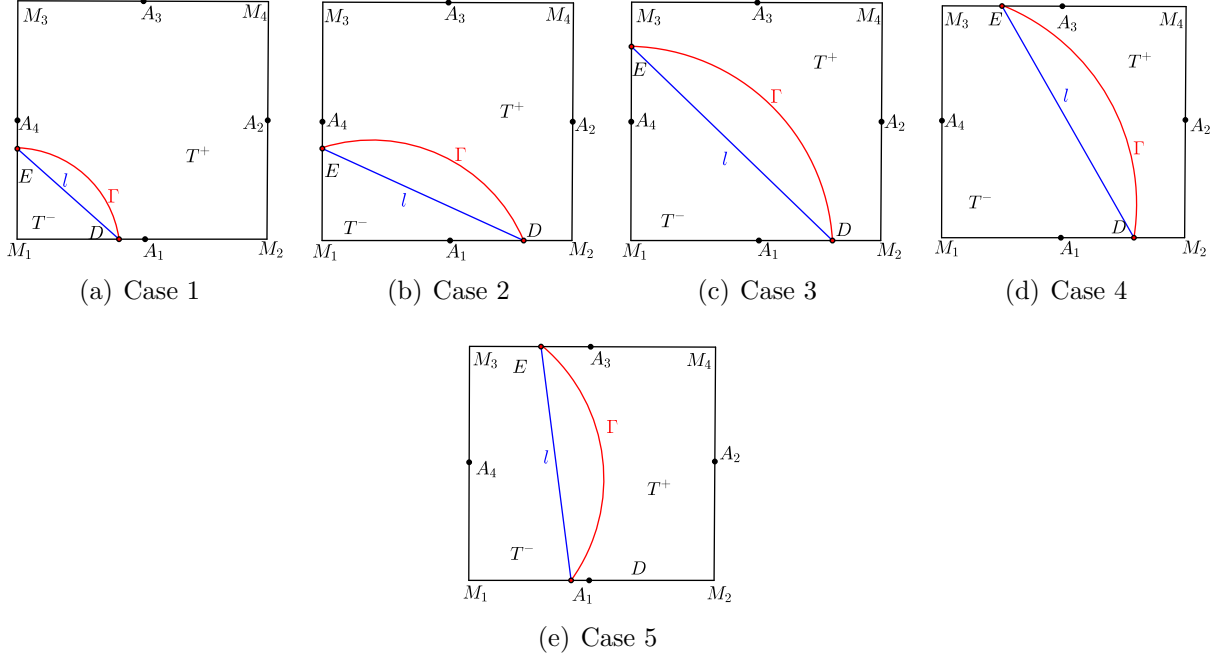 M₃ A₃ M₄
A₄ A₂
T⁺
E l Γ
T⁻ D
M₁ A₁ M₂
(a) Case 1
M₃ A₃ M₄
T⁺
A₄ A₂
Γ
E l
T⁻ D
M₁ A₁ M₂
(b) Case 2
M₃ A₃ M₄
T⁺
E Γ
A₄ A₂
l
T⁻ D
M₁ A₁ M₂
(c) Case 3
M₃ E A₃ M₄
T⁺
l
A₄ A₂
Γ
T⁻ D
M₁ A₁ M₂
(d) Case 4
M₃ E A₃ M₄
Γ
A₄ l A₂
T⁺
T⁻ D
M₁ A₁ M₂
(e) Case 5